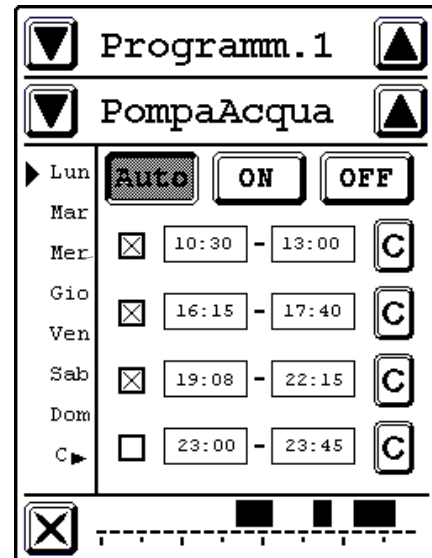 Programm.1
PompaAcqua
Lun Auto ON OFF
Mar
Mer 10:30 - 13:00 C
Gio
16:15 - 17:40 C
Ven
Sab 19:08 - 22:15 C
Dom
C 23:00 - 23:45 C